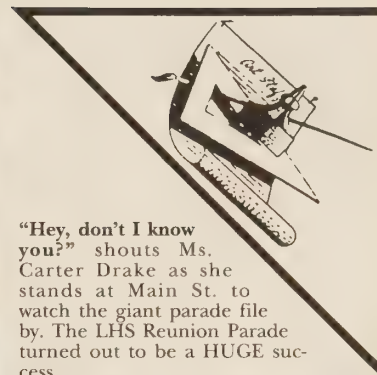 "Hey, don't I know
you?" shouts Ms.
Carter Drake as she
stands at Main St. to
watch the giant parade file
by. The LHS Reunion Parade
turned out to be a HUGE suc-
cess.